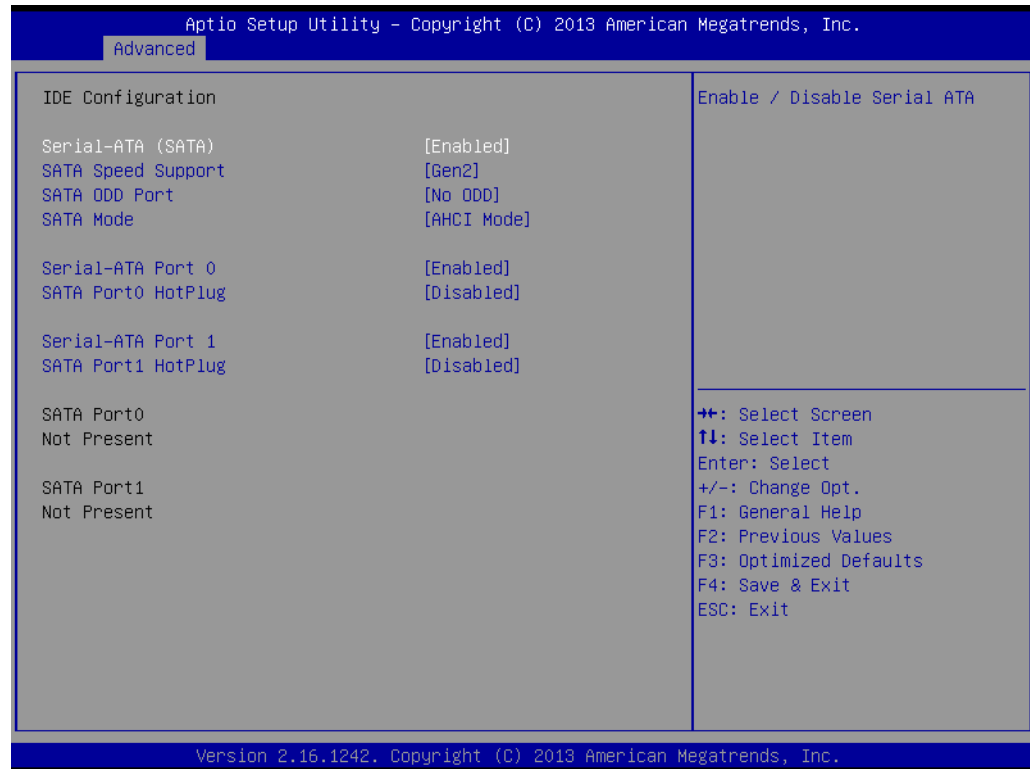 Aptio Setup Utility – Copyright (C) 2013 American Megatrends, Inc.
Advanced
IDE Configuration
Serial-ATA (SATA) [Enabled]
SATA Speed Support [Gen2]
SATA ODD Port [No ODD]
SATA Mode [AHCI Mode]
Serial-ATA Port 0 [Enabled]
SATA Port0 HotPlug [Disabled]
Serial-ATA Port 1 [Enabled]
SATA Port1 HotPlug [Disabled]
SATA Port0
Not Present
SATA Port1
Not Present
Enable / Disable Serial ATA
→←: Select Screen
↑↓: Select Item
Enter: Select
+/-: Change Opt.
F1: General Help
F2: Previous Values
F3: Optimized Defaults
F4: Save & Exit
ESC: Exit
Version 2.16.1242. Copyright (C) 2013 American Megatrends, Inc.